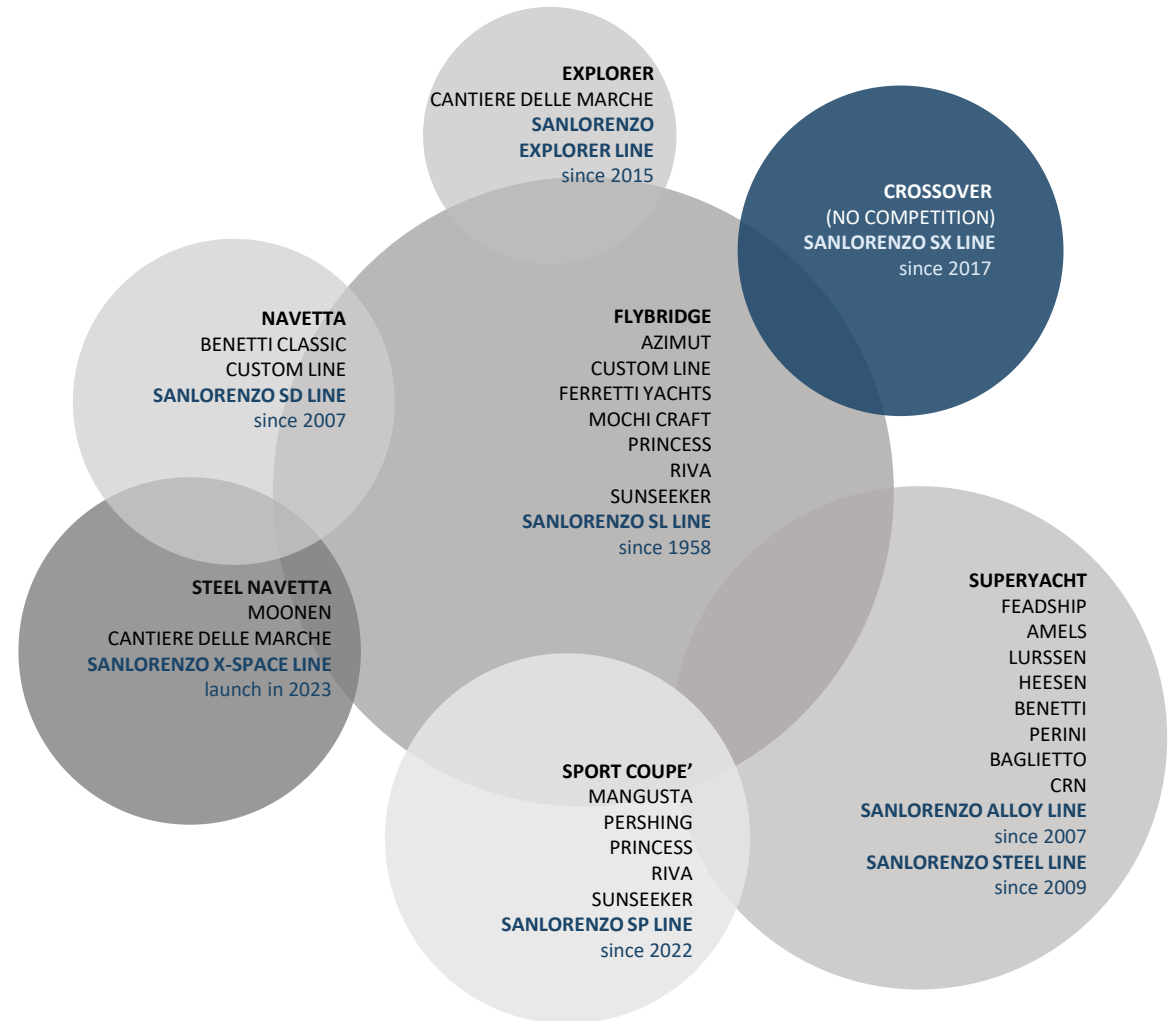 EXPLORER
CANTIERE DELLE MARCHE
SANLORENZO
EXPLORER LINE
since 2015
CROSSOVER
(NO COMPETITION)
SANLORENZO SX LINE
since 2017
NAVETTA
BENETTI CLASSIC
CUSTOM LINE
SANLORENZO SD LINE
since 2007
FLYBRIDGE
AZIMUT
CUSTOM LINE
FERRETTI YACHTS
MOCHI CRAFT
PRINCESS
RIVA
SUNSEEKER
SANLORENZO SL LINE
since 1958
STEEL NAVETTA
MOONEN
CANTIERE DELLE MARCHE
SANLORENZO X-SPACE LINE
launch in 2023
SUPERYACHT
FEADSHIP
AMELS
LURSSEN
HEESEN
BENETTI
PERINI
BAGLIETTO
CRN
SANLORENZO ALLOY LINE
since 2007
SANLORENZO STEEL LINE
since 2009
SPORT COUPE’
MANGUSTA
PERSHING
PRINCESS
RIVA
SUNSEEKER
SANLORENZO SP LINE
since 2022